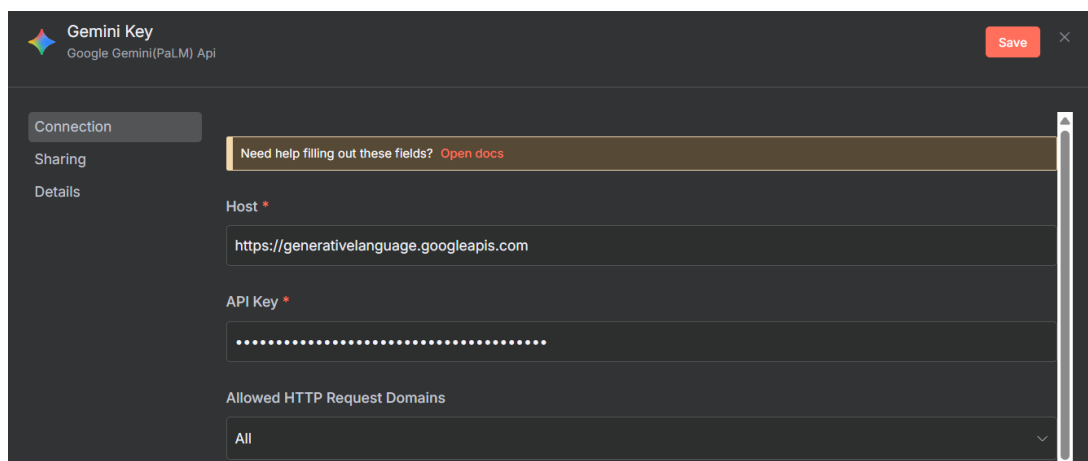 Gemini Key
Google Gemini(PaLM) Api
Save
Connection
Sharing
Details
Need help filling out these fields? Open docs
Host *
https://generativelanguage.googleapis.com
API Key *
•••••••••••••••••••••••••••••••••••••••
Allowed HTTP Request Domains
All